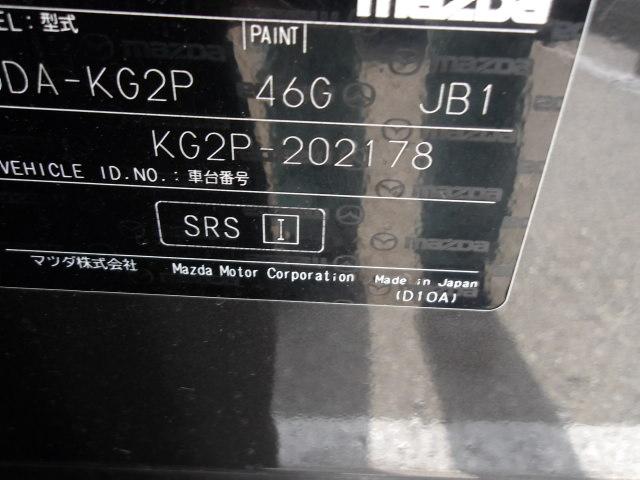 mazda
EL:型式 PAINT
DA-KG2P 46G JB1
KG2P-202178
VEHICLE ID.NO.:車台番号
SRS I
マツダ株式会社 Mazda Motor Corporation Made in Japan
(D10A)